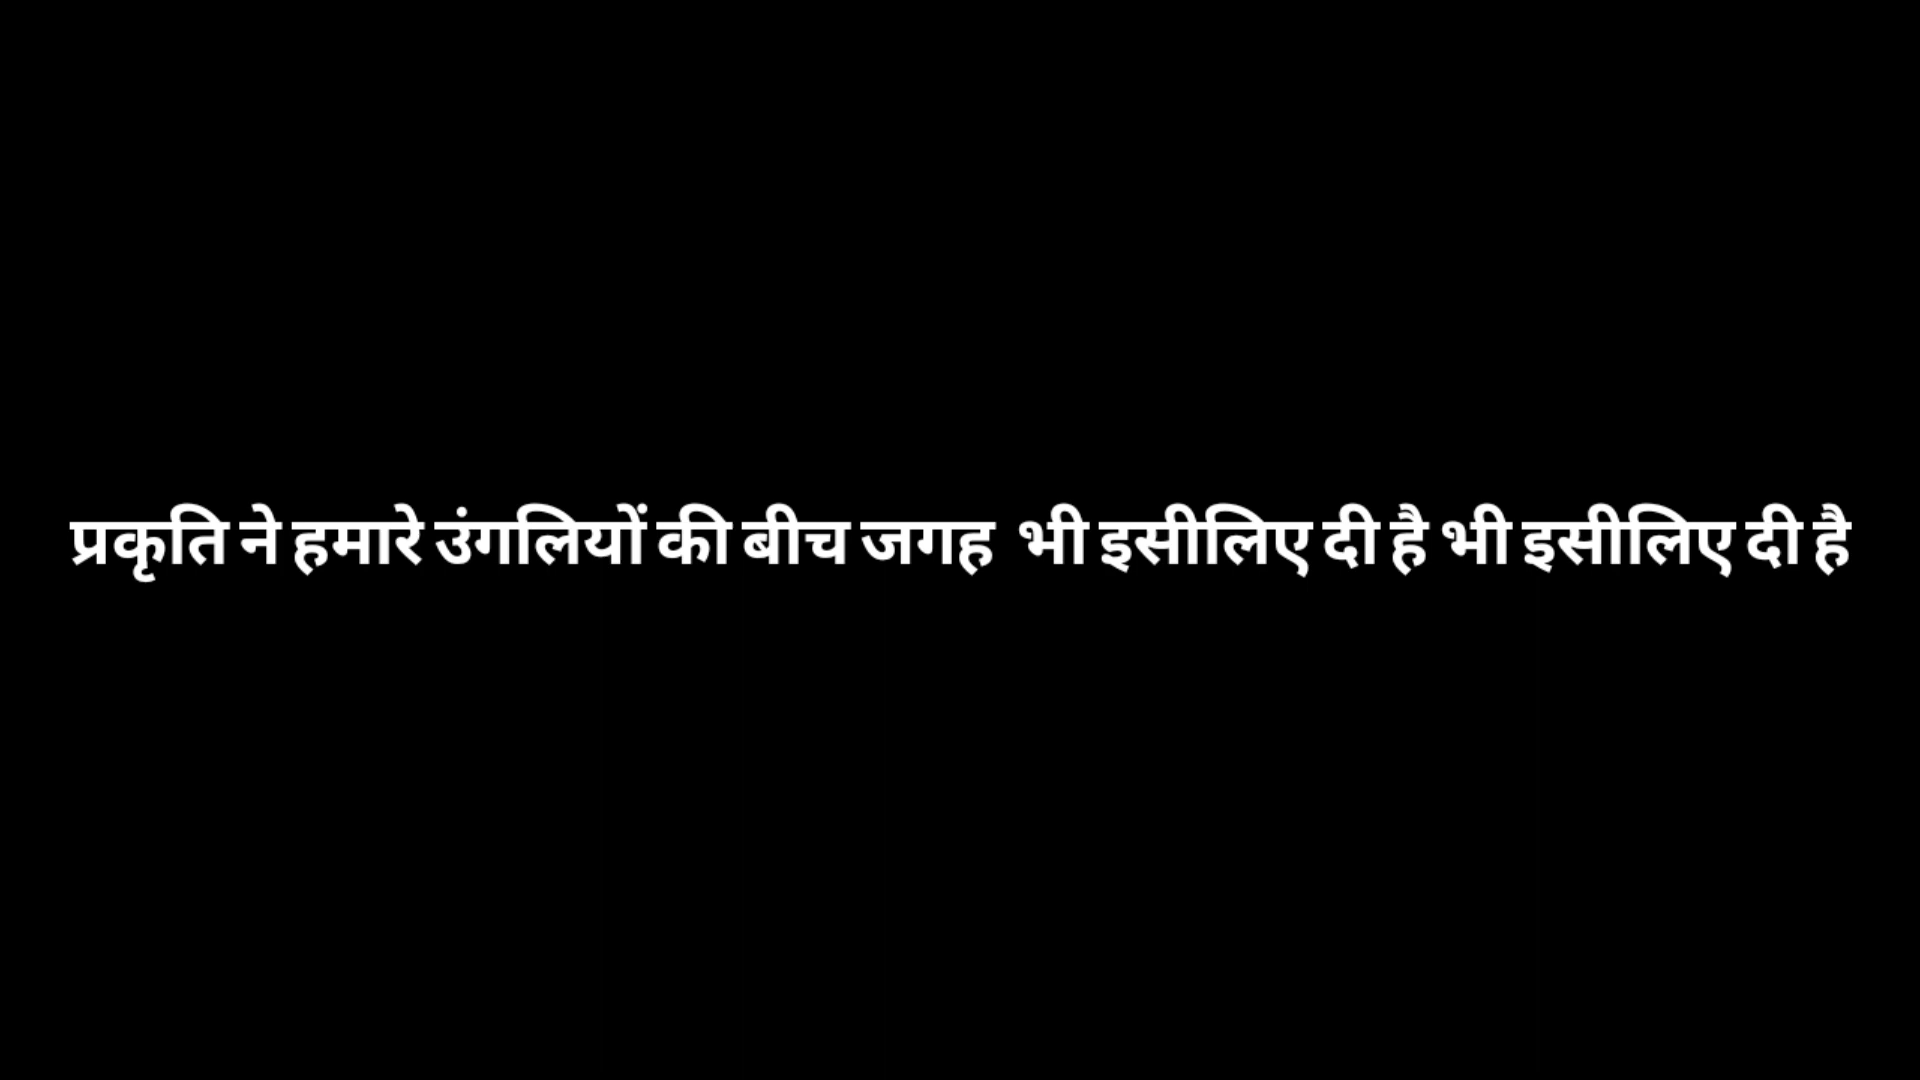 प्रकृति ने हमारे उंगलियों की बीच जगह भी इसीलिए दी है भी इसीलिए दी है